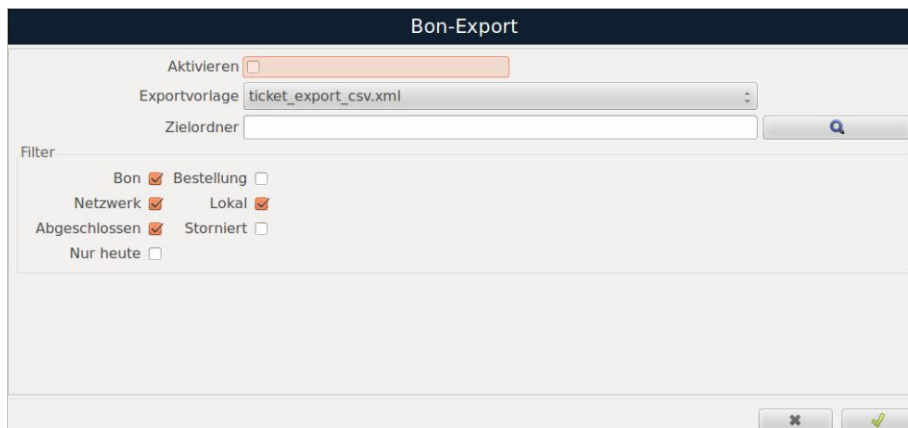 Bon-Export
Aktivieren
Exportvorlage ticket_export_csv.xml
Zielordner
Filter
Bon Bestellung
Netzwerk Lokal
Abgeschlossen Storniert
Nur heute